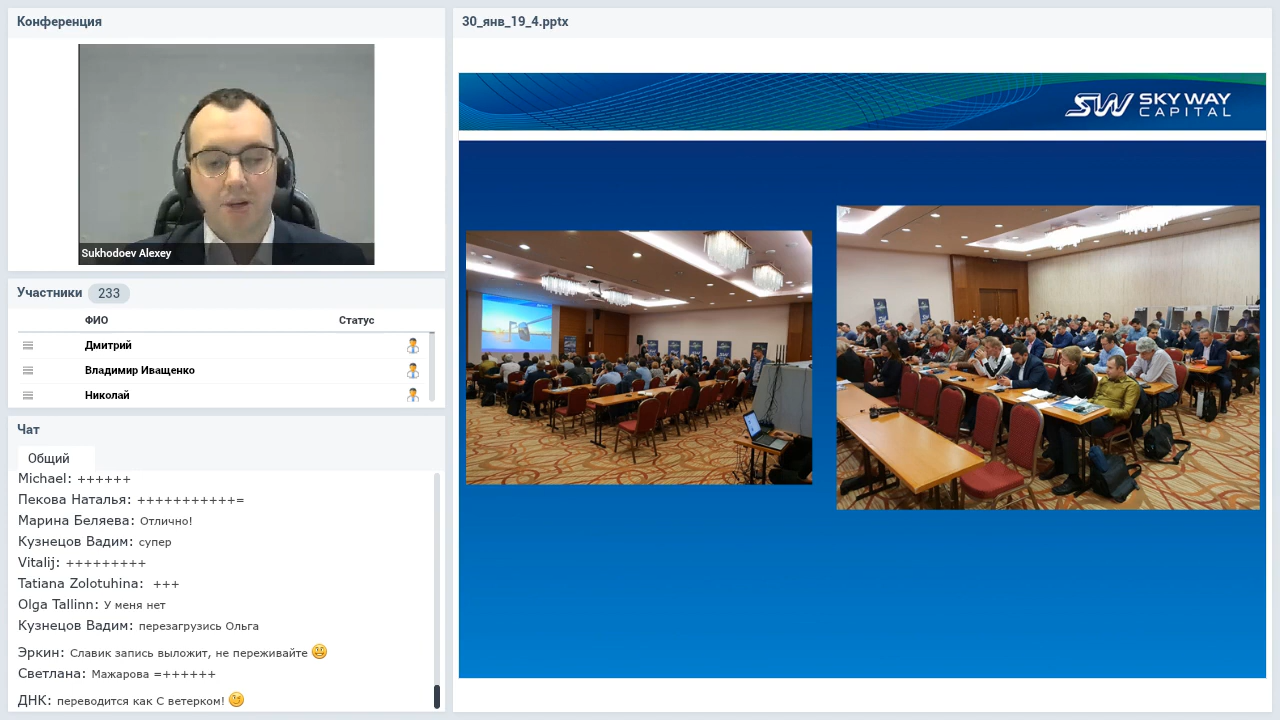 Конференция
Sukhodoev Alexey
Участники 233
ФИО Статус
Дмитрий
Владимир Иващенко
Николай
Чат
Общий
Michael: ++++++
Пекова Наталья: +++++++++++=
Марина Беляева: Отлично!
Кузнецов Вадим: супер
Vitalij: +++++++++
Tatiana Zolotuhina: +++
Olga Tallinn: У меня нет
Кузнецов Вадим: перезагрузись Ольга
Эркин: Славик запись выложит, не переживайте
Светлана: Мажарова =++++++
ДНК: переводится как С ветерком!
30_янв_19_4.pptx
SW SKY WAY
CAPITAL